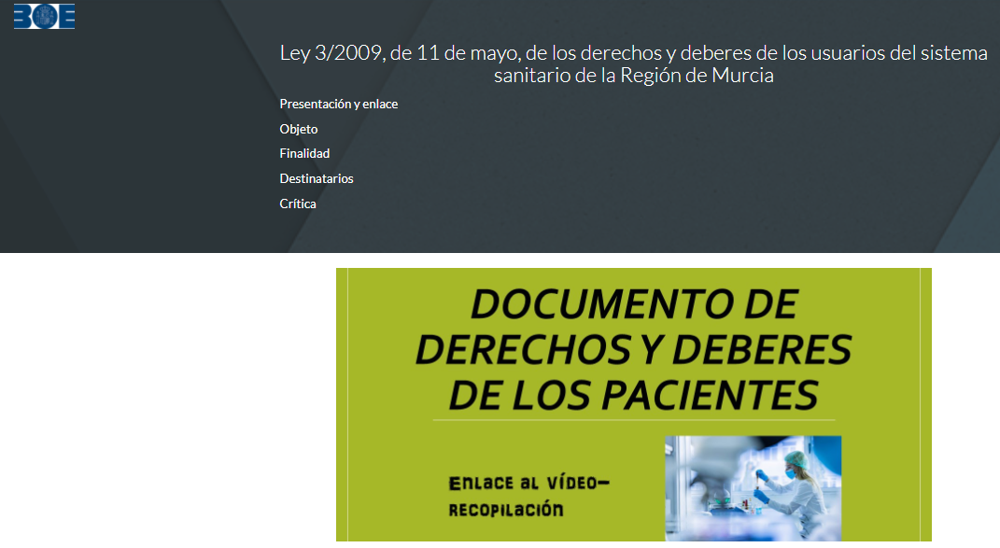 BOE
Ley 3/2009, de 11 de mayo, de los derechos y deberes de los usuarios del sistema
sanitario de la Región de Murcia
Presentación y enlace
Objeto
Finalidad
Destinatarios
Crítica
DOCUMENTO DE
DERECHOS Y DEBERES
DE LOS PACIENTES
Enlace al vídeo–
recopilación